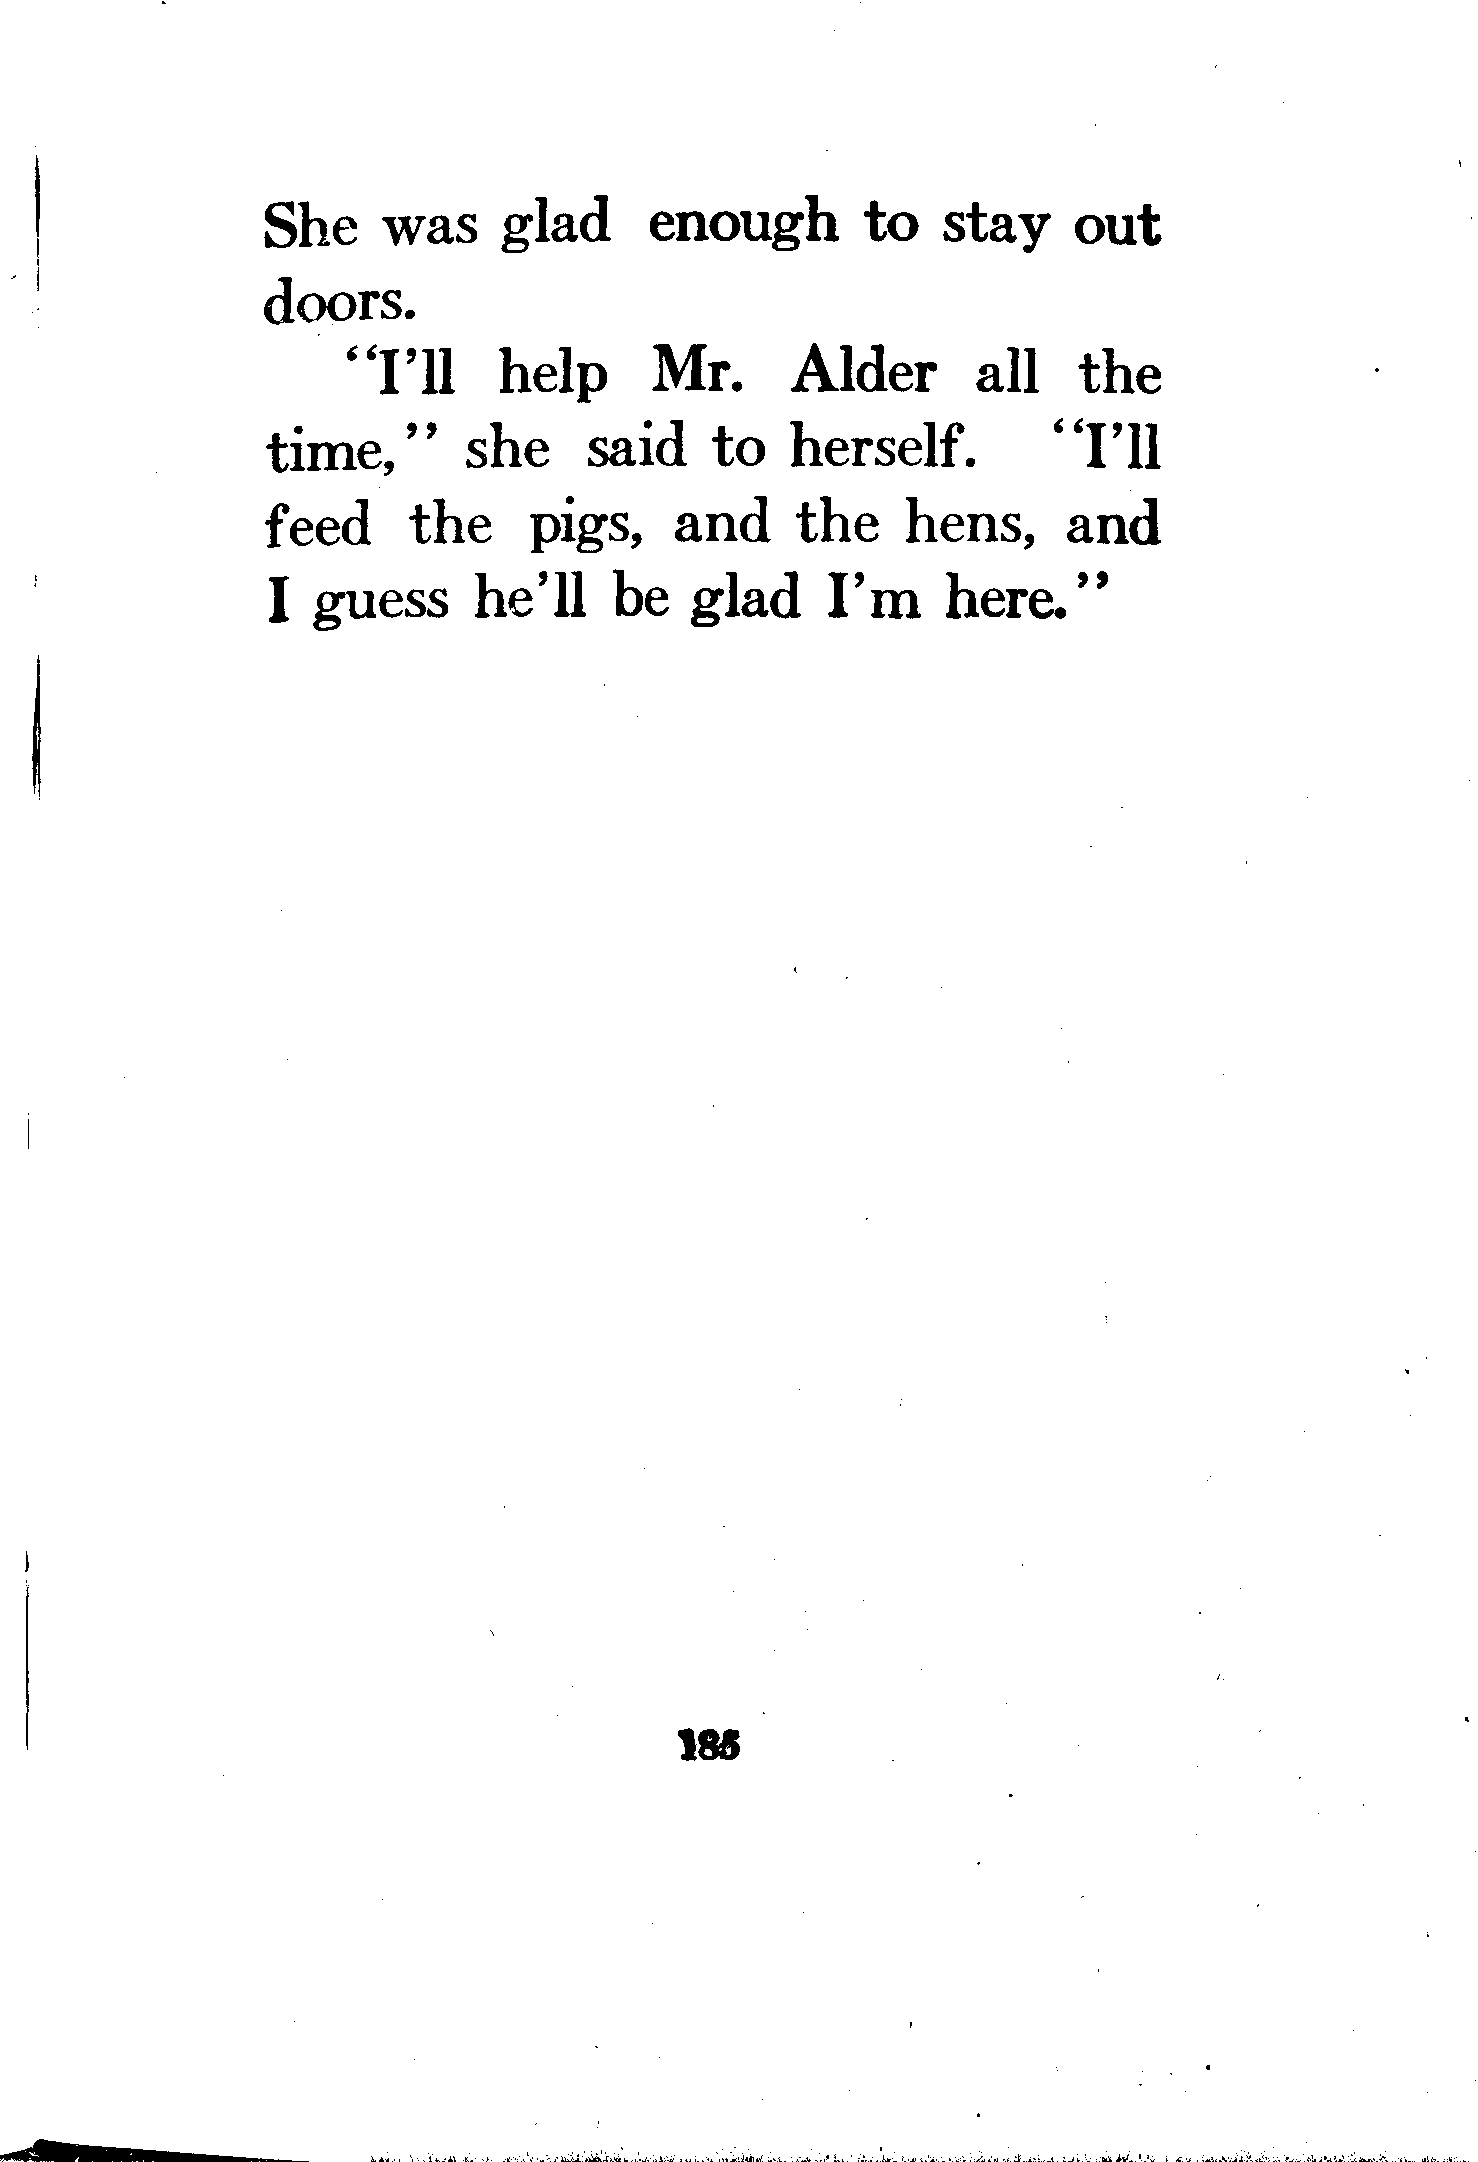 She was glad enough to stay out
doors.
“I’ll help Mr. Alder all the
time,” she said to herself. “I’ll
feed the pigs, and the hens, and
I guess he’ll be glad I’m here.”
185